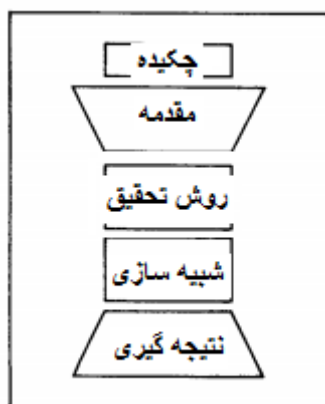 چکیده
مقدمه
روش تحقیق
شبیه سازی
نتیجه گیری